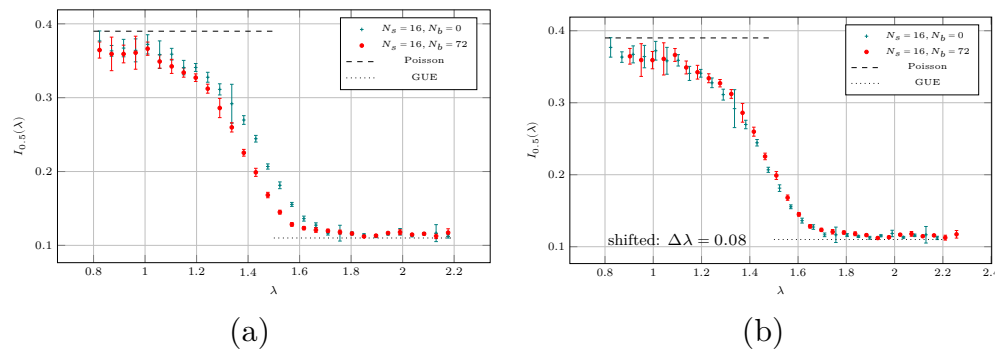 0.4
0.3
0.2
0.1
I_{0.5}(λ)
N_s = 16, N_b = 0
N_s = 16, N_b = 72
Poisson
GUE
0.8 1 1.2 1.4 1.6 1.8 2 2.2
λ
(a)
0.4
0.3
0.2
0.1
I_{0.5}(λ)
N_s = 16, N_b = 0
N_s = 16, N_b = 72
Poisson
GUE
shifted: Δλ = 0.08
0.8 1 1.2 1.4 1.6 1.8 2 2.2 2.4
λ
(b)